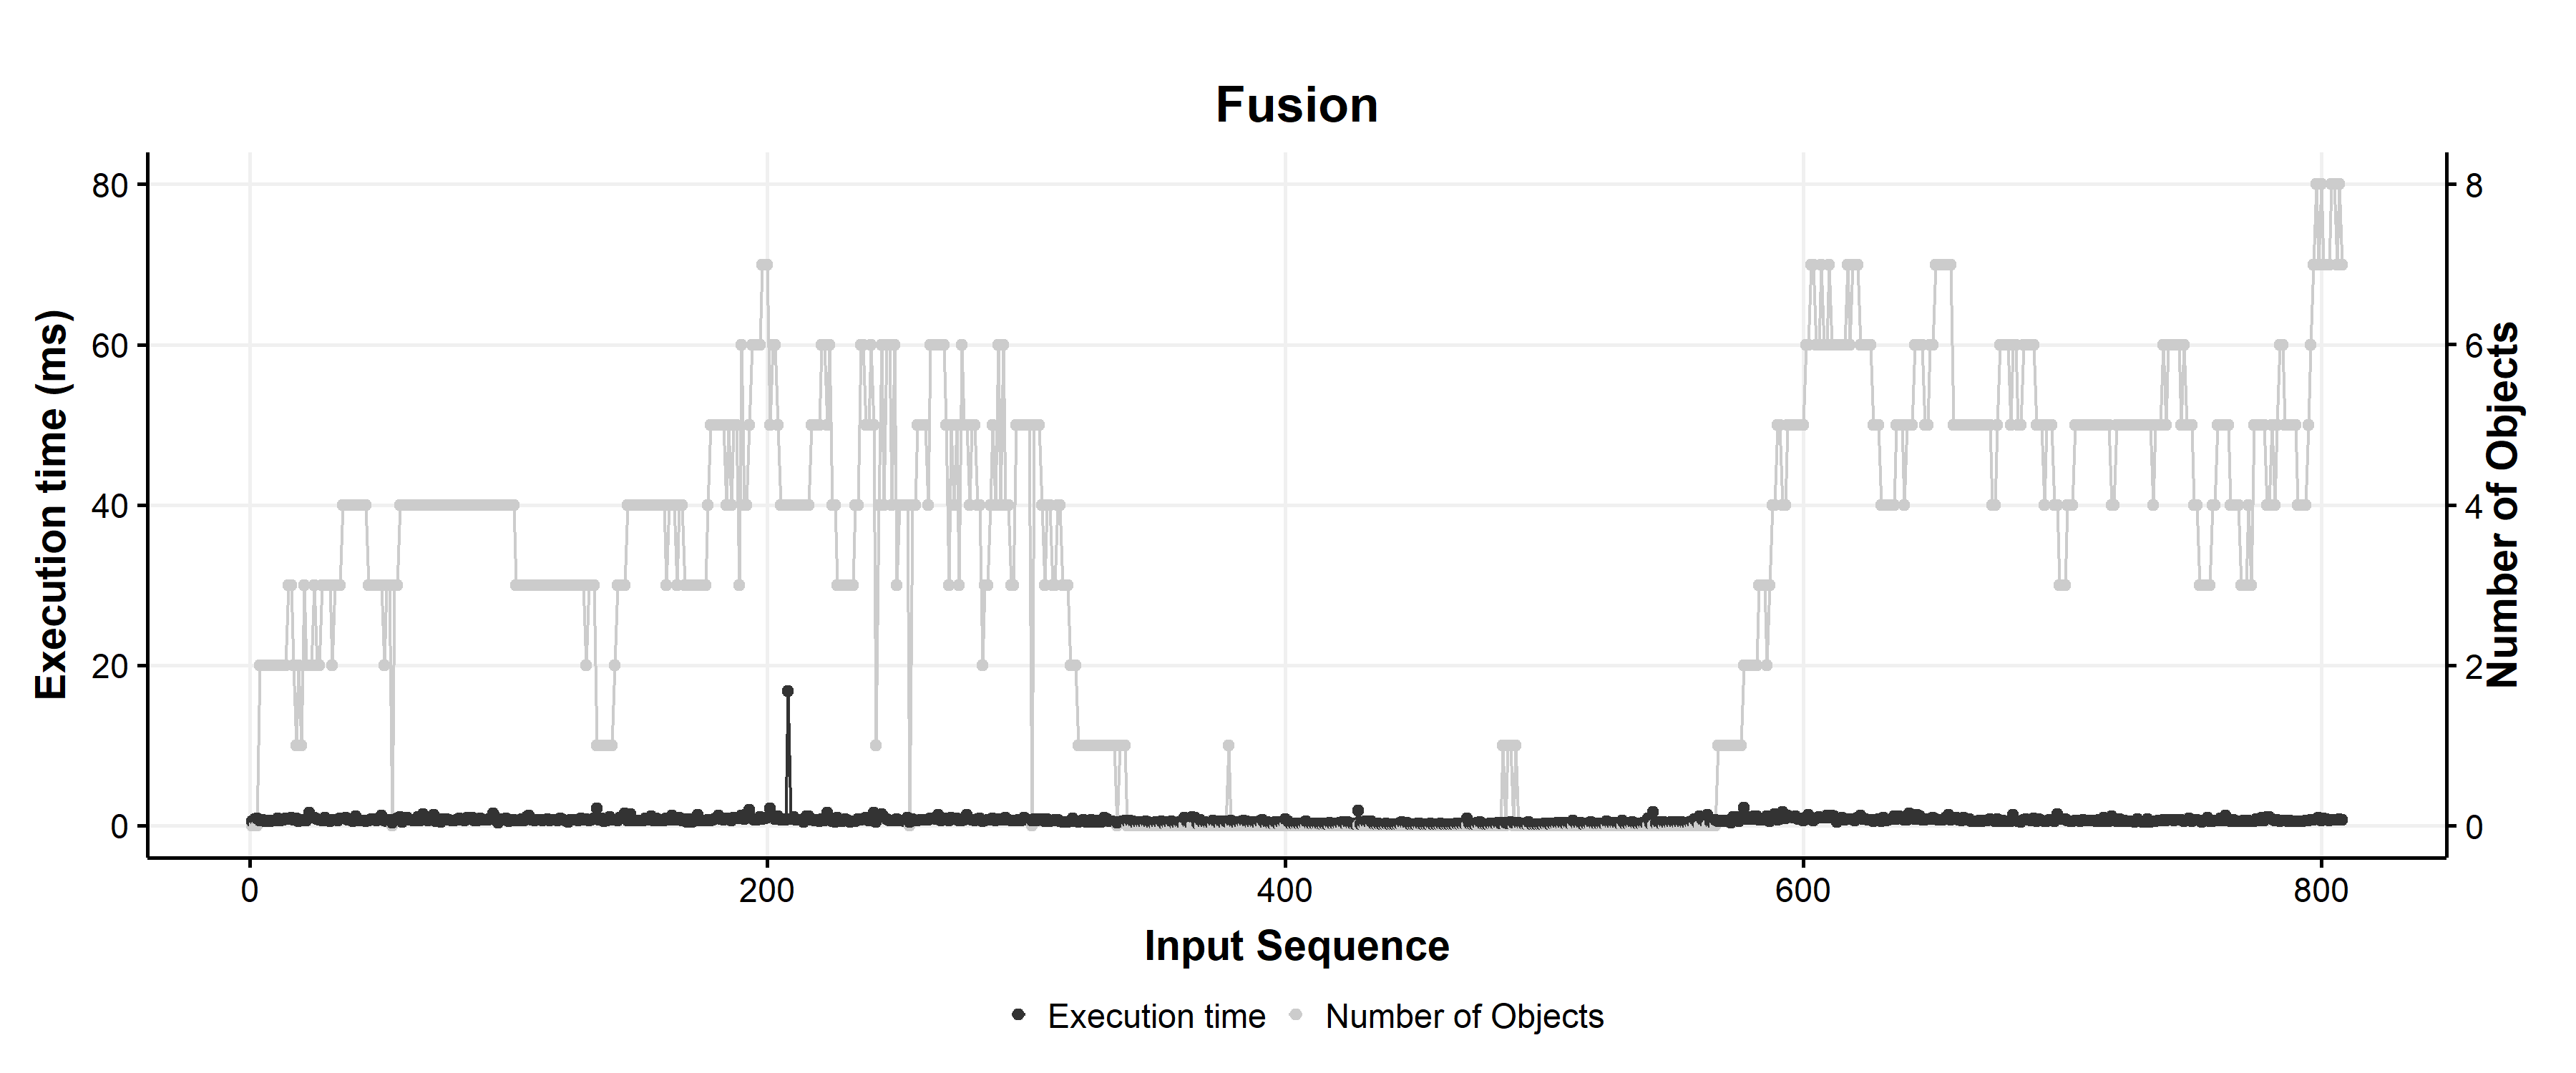 Fusion
Execution time (ms)
80
60
40
20
0
8
6
4
2
0
Number of Objects
0 200 400 600 800
Input Sequence
Execution time Number of Objects